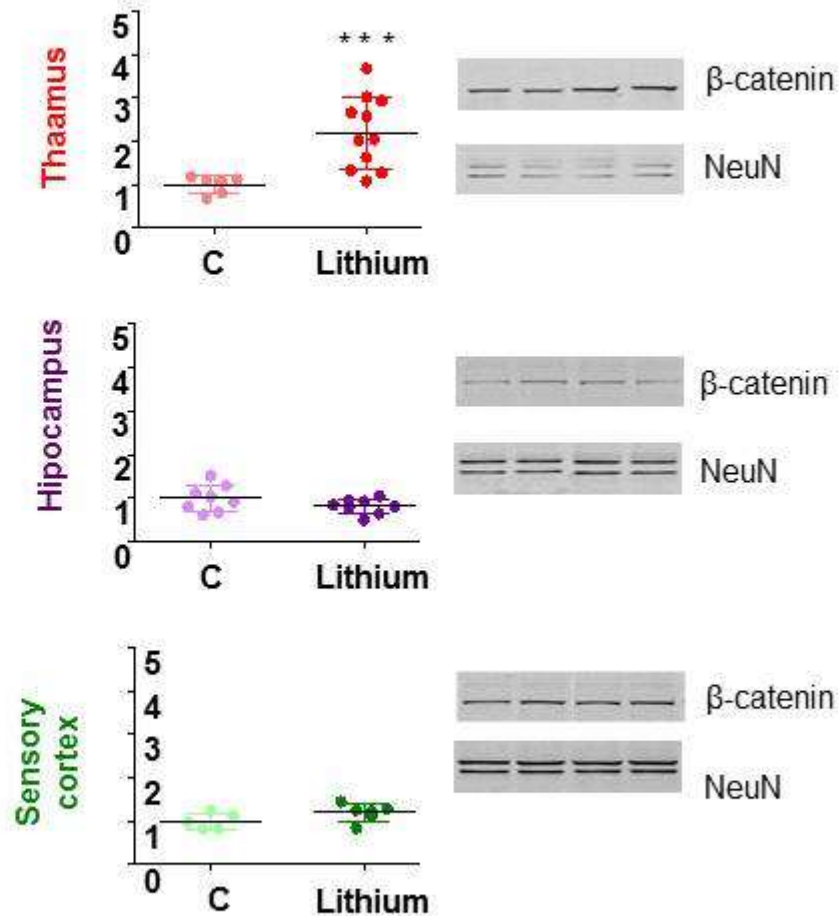 5
4
3
2
1
0
Thaamus
* * *
C
Lithium
β-catenin
NeuN
5
4
3
2
1
0
Hipocampus
C
Lithium
β-catenin
NeuN
5
4
3
2
1
0
Sensory
cortex
C
Lithium
β-catenin
NeuN